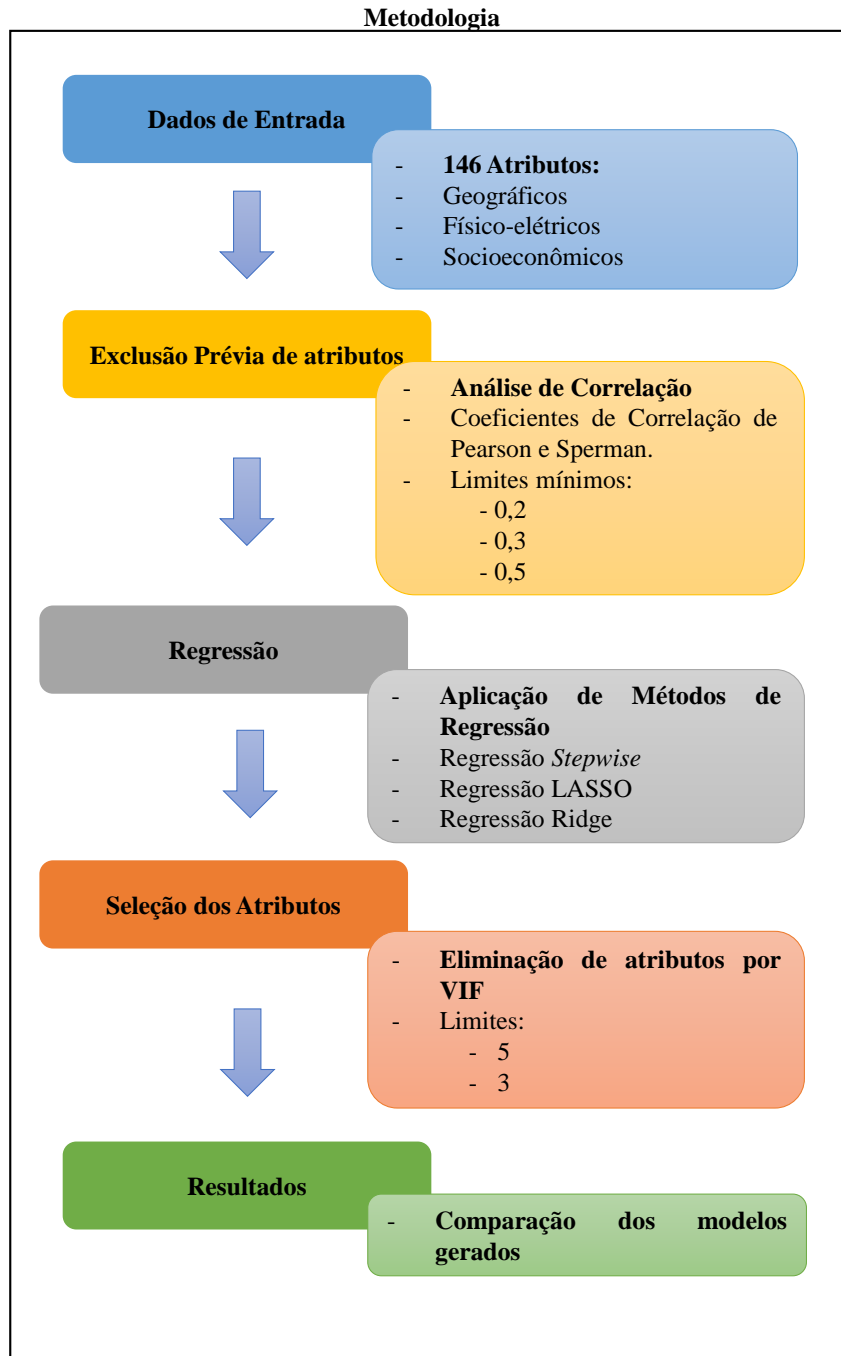 Metodologia
Dados de Entrada
- 146 Atributos:
- Geográficos
- Físico-elétricos
- Socioeconômicos
Exclusão Prévia de atributos
- Análise de Correlação
- Coeficientes de Correlação de
Pearson e Sperman.
- Limites mínimos:
- 0,2
- 0,3
- 0,5
Regressão
- Aplicação de Métodos de
Regressão
- Regressão Stepwise
- Regressão LASSO
- Regressão Ridge
Seleção dos Atributos
- Eliminação de atributos por
VIF
- Limites:
- 5
- 3
Resultados
- Comparação dos modelos
gerados